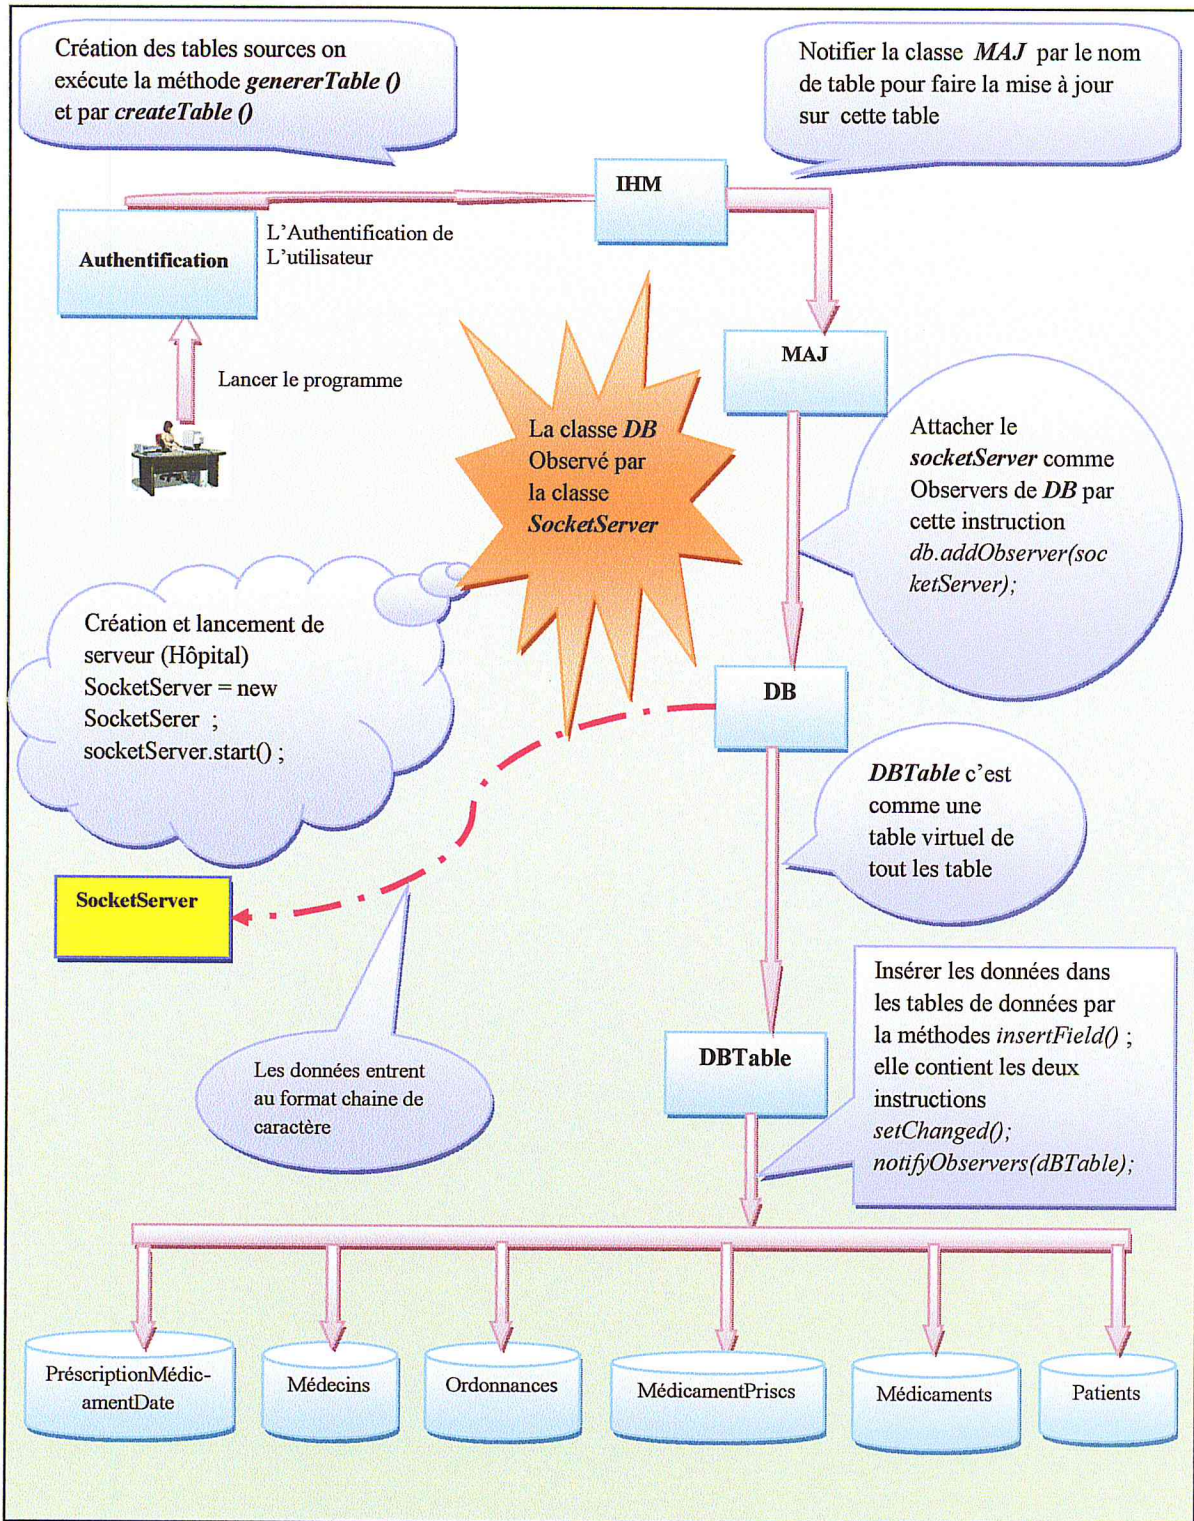 Création des tables sources on
exécute la méthode genererTable ()
et par createTable ()
Notifier la classe MAJ par le nom
de table pour faire la mise à jour
sur cette table
IHM
Authentification
L'Authentification de
L'utilisateur
MAJ
Lancer le programme
La classe DB
Observé par
la classe
SocketServer
Attacher le
socketServer comme
Observers de DB par
cette instruction
db.addObserver(soc
ketServer);
Création et lancement de
serveur (Hôpital)
SocketServer = new
SocketSerer ;
socketServer.start() ;
DB
DBTable c'est
comme une
table virtuel de
tout les table
SocketServer
Insérer les données dans
les tables de données par
la méthodes insertField() ;
elle contient les deux
instructions
setChanged();
notifyObservers(dBTable);
DBTable
Les données entrent
au format chaine de
caractère
PréscriptionMédic-
amentDate
Médecins
Ordonnances
MédicamentPriscs
Médicaments
Patients